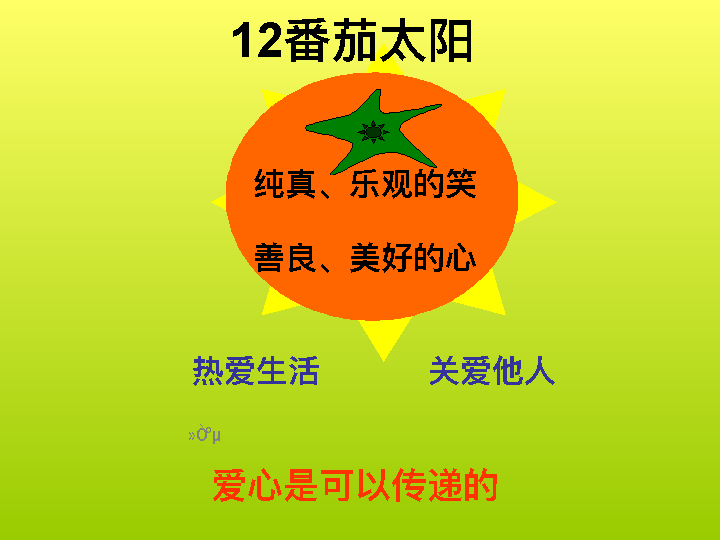 12番茄太阳
纯真、乐观的笑
善良、美好的心
热爱生活 关爱他人
»Òºµ
爱心是可以传递的